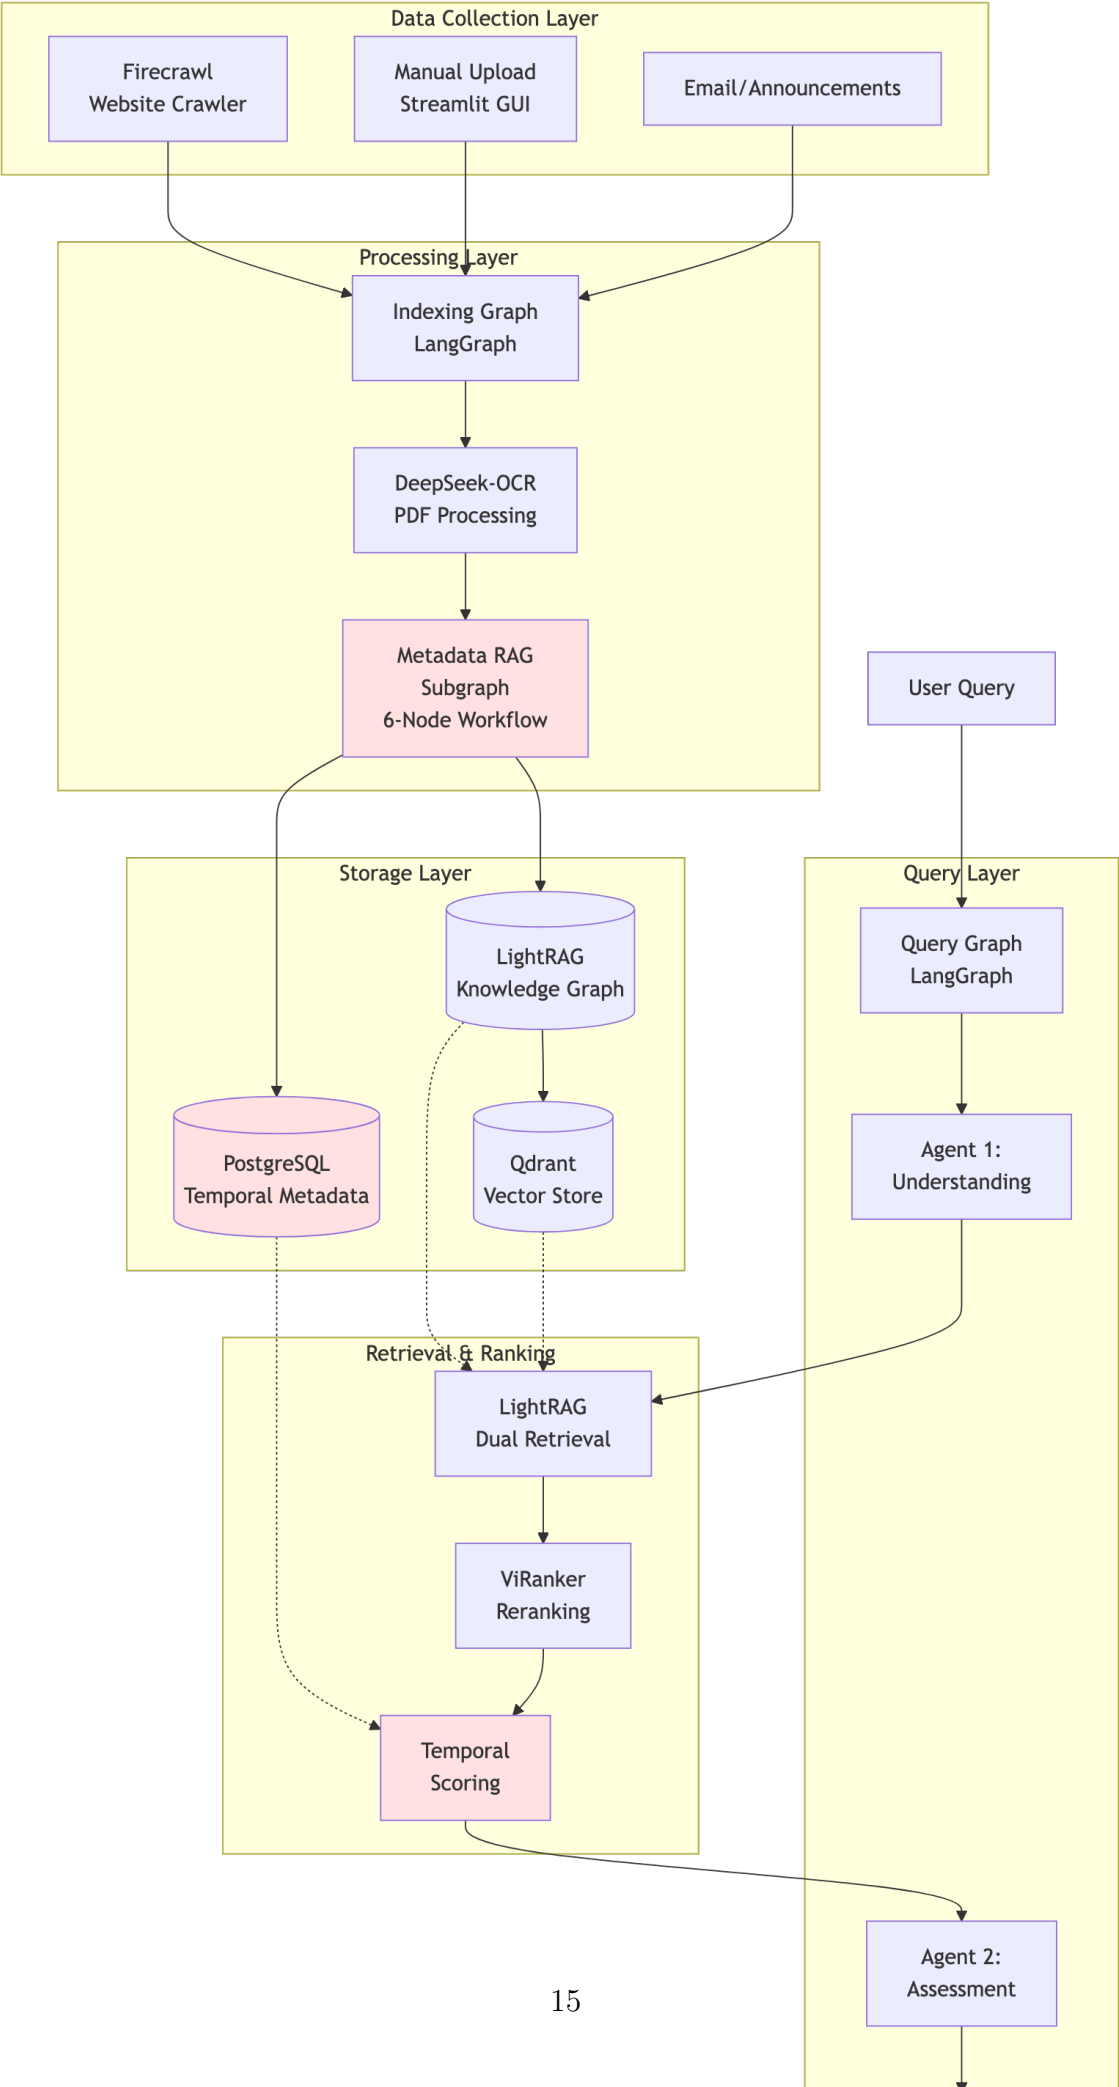 Data Collection Layer
Firecrawl
Website Crawler
Manual Upload
Streamlit GUI
Email/Announcements
Processing Layer
Indexing Graph
LangGraph
DeepSeek-OCR
PDF Processing
Metadata RAG
Subgraph
6-Node Workflow
User Query
Storage Layer
LightRAG
Knowledge Graph
PostgreSQL
Temporal Metadata
Qdrant
Vector Store
Query Layer
Query Graph
LangGraph
Agent 1:
Understanding
Retrieval & Ranking
LightRAG
Dual Retrieval
ViRanker
Reranking
Temporal
Scoring
Agent 2:
Assessment
15